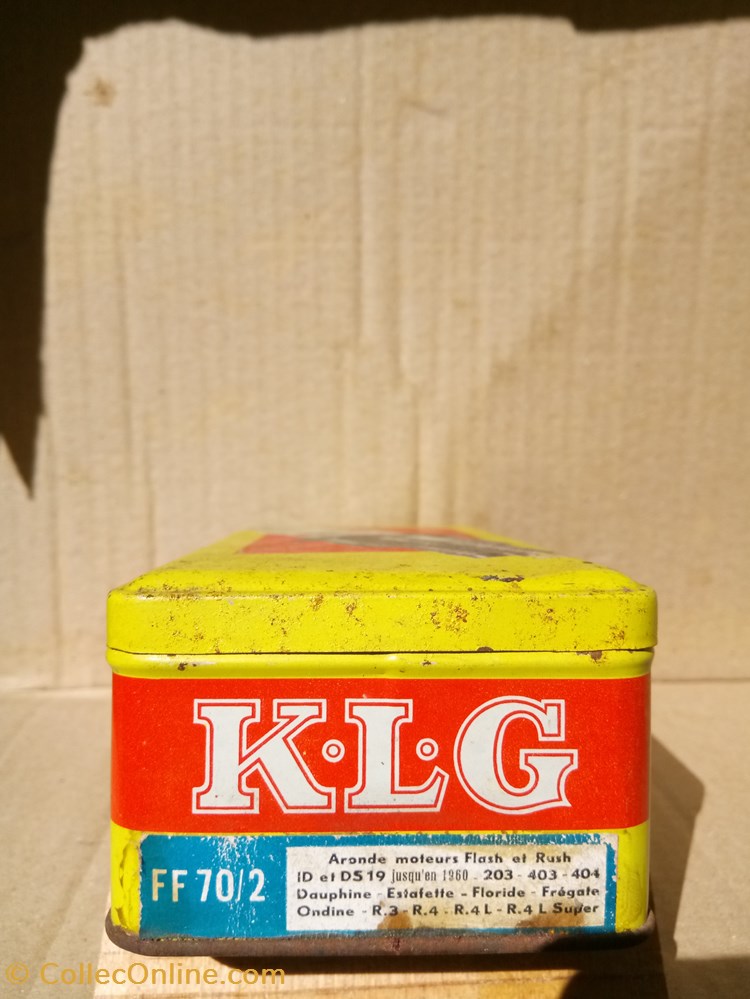 K·L·G
FF 70/2
Aronde moteurs Flash et Rush
ID et DS19 jusqu'en 1960 - 203 - 403 - 404
Dauphine - Estafette - Floride - Frégate
Ondine - R.3 - R.4 - R.4 L - R.4 L Super
© CollecOnline.com